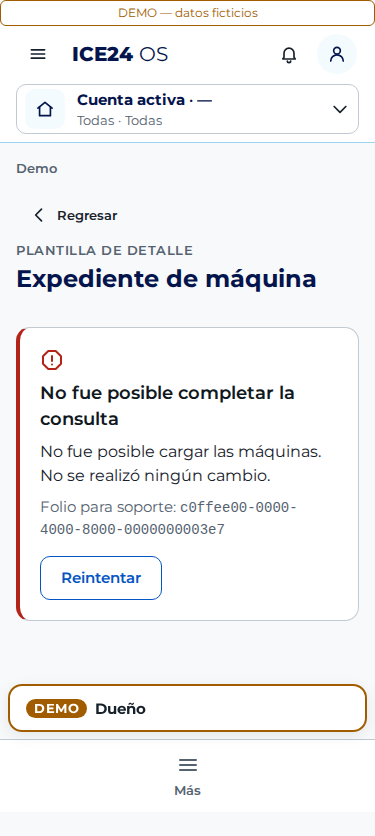 DEMO — datos ficticios
ICE24 OS
Cuenta activa · —
Todas · Todas
Demo
Regresar
PLANTILLA DE DETALLE
Expediente de máquina
No fue posible completar la
consulta
No fue posible cargar las máquinas.
No se realizó ningún cambio.
Folio para soporte: c0ffee00-0000-
4000-8000-0000000003e7
Reintentar
DEMO Dueño
Más